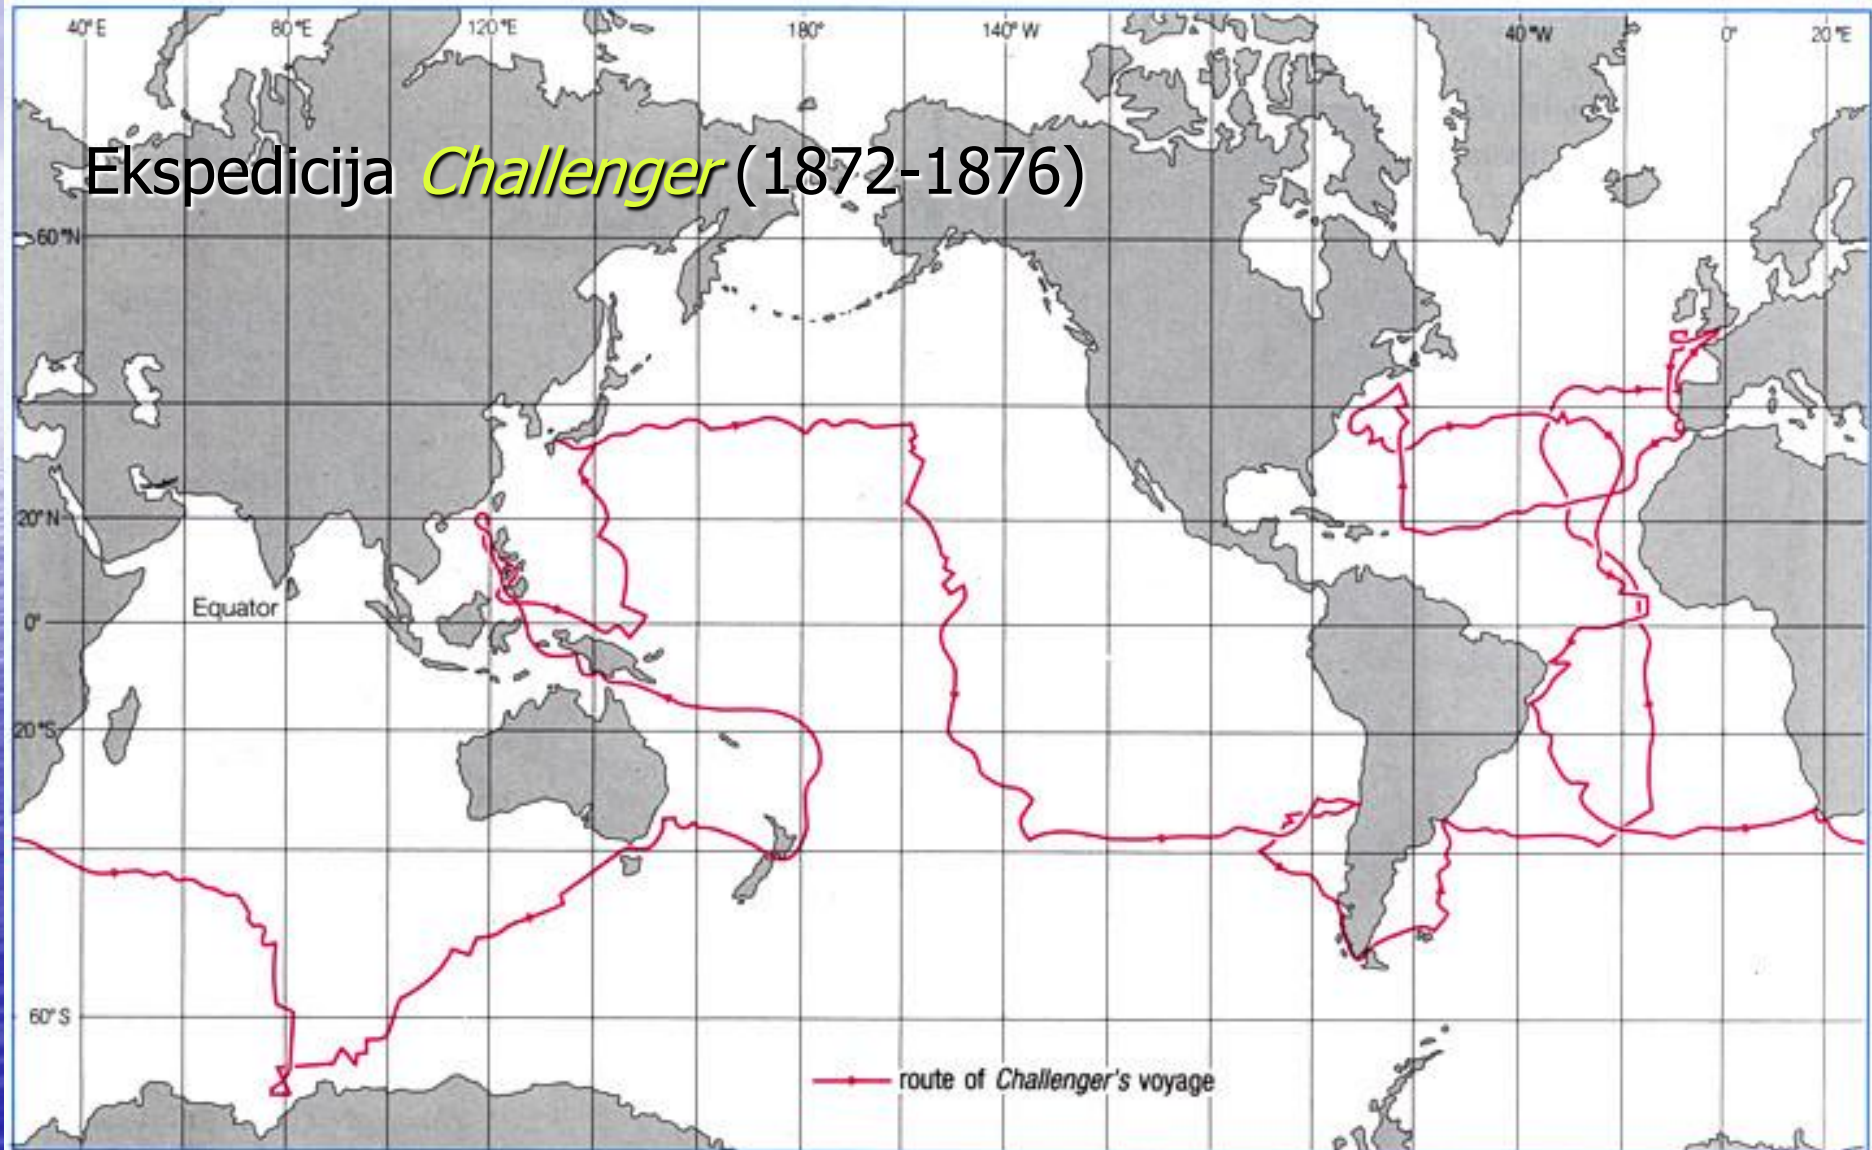 40°E 80°E 120°E 180° 140°W 40°W 0° 20°E
Ekspedicija Challenger (1872-1876)
60°N
20°N
Equator
0°
20°S
60°S
route of Challenger's voyage